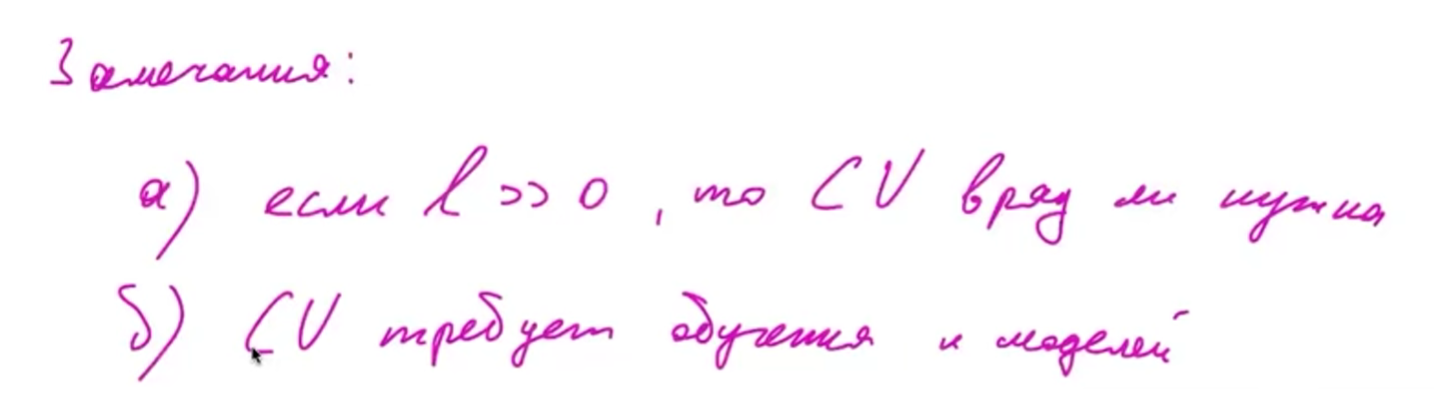 Замечания:
а) если l >> 0, то CV вряд ли нужна
б) CV требует обучения k моделей